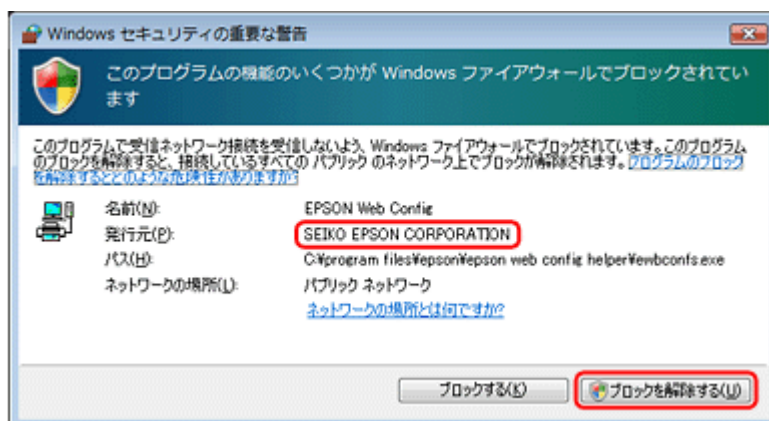 Windows セキュリティの重要な警告
このプログラムの機能のいくつかが Windows ファイアウォールでブロックされてい
ます
このプログラムで受信ネットワーク接続を受信しないよう、Windows ファイアウォールでブロックされています。このプログラム
のブロックを解除すると、接続しているすべての パブリック のネットワーク上でブロックが解除されます。プログラムのブロック
を解除するとどのような危険性がありますか?
名前(N): EPSON Web Config
発行元(P): SEIKO EPSON CORPORATION
パス(H): C:¥program files¥epson¥epson web config helper¥ewbconfs.exe
ネットワークの場所(L): パブリック ネットワーク
ネットワークの場所とは何ですか?
ブロックする(K) ブロックを解除する(U)